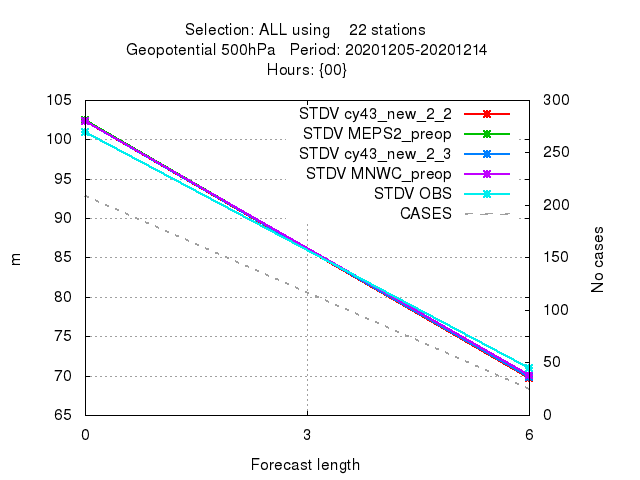 Selection: ALL using 22 stations
Geopotential 500hPa Period: 20201205-20201214
Hours: {00}
105
100
95
90
85
80
75
70
65
300
250
200
150
100
50
0
STDV cy43_new_2_2
STDV MEPS2_preop
STDV cy43_new_2_3
STDV MNWC_preop
STDV OBS
CASES
m
No cases
0 3 6
Forecast length